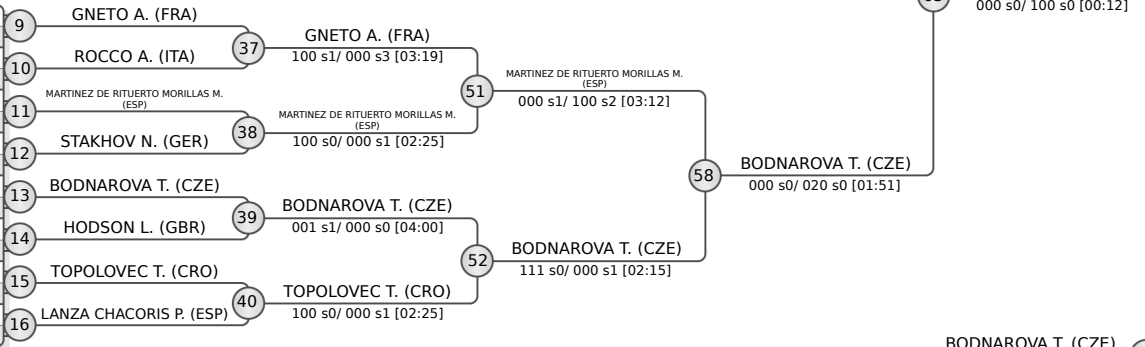 000 s0/ 100 s0 [00:12]
9
GNETO A. (FRA)
37
GNETO A. (FRA)
100 s1/ 000 s3 [03:19]
10
ROCCO A. (ITA)
51
MARTINEZ DE RITUERTO MORILLAS M.
(ESP)
000 s1/ 100 s2 [03:12]
11
MARTINEZ DE RITUERTO MORILLAS M.
(ESP)
38
MARTINEZ DE RITUERTO MORILLAS M.
(ESP)
100 s0/ 000 s1 [02:25]
12
STAKHOV N. (GER)
58
BODNAROVA T. (CZE)
000 s0/ 020 s0 [01:51]
13
BODNAROVA T. (CZE)
39
BODNAROVA T. (CZE)
001 s1/ 000 s0 [04:00]
14
HODSON L. (GBR)
52
BODNAROVA T. (CZE)
111 s0/ 000 s1 [02:15]
15
TOPOLOVEC T. (CRO)
40
TOPOLOVEC T. (CRO)
100 s0/ 000 s1 [02:25]
16
LANZA CHACORIS P. (ESP)
BODNAROVA T. (CZE)